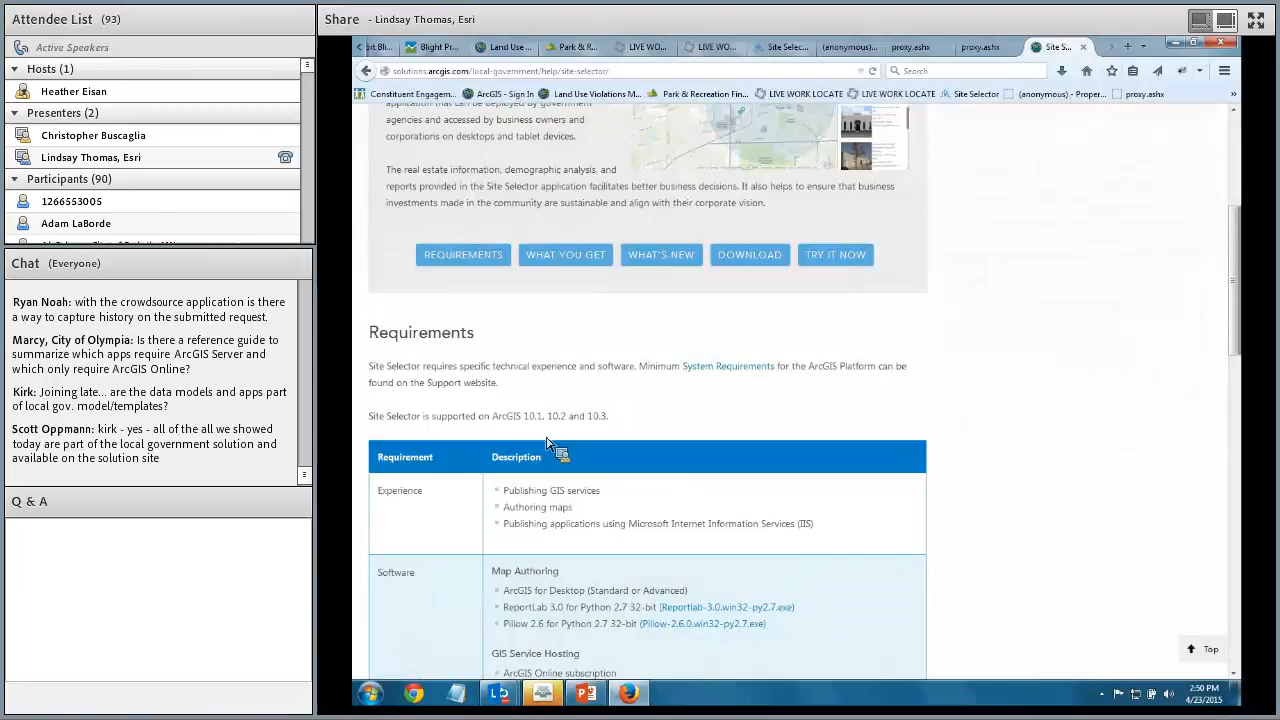 Attendee List (93)
Active Speakers
Hosts (1)
Heather Eisan
Presenters (2)
Christopher Buscaglia
Lindsay Thomas, Esri
Participants (90)
1266553005
Adam LaBorde
Chat (Everyone)
Ryan Noah: with the crowdsource application is there
a way to capture history on the submitted request.
Marcy, City of Olympia: Is there a reference guide to
summarize which apps require ArcGIS Server and
which only require ArcGIS Online?
Kirk: Joining late... are the data models and apps part
of local gov. model/templates?
Scott Oppmann: kirk - yes - all of the all we showed
today are part of the local government solution and
available on the solution site
Q & A
Share - Lindsay Thomas, Esri
bit Bli... Blight Pr... Land Use ... Park & R... LIVE WO... LIVE WO... Site Selec... (anonymous)... proxy.ashx proxy.ashx Site S...
solutions.arcgis.com/local-government/help/site-selector/ Search
Constituent Engagem... ArcGIS - Sign In Land Use Violations M... Park & Recreation Fin... LIVE WORK LOCATE LIVE WORK LOCATE Site Selector (anonymous) - Proper... proxy.ashx
application that can be deployed by government
agencies and accessed by business owners and
corporations on desktops and tablet devices.
The real estate information, demographic analysis, and
reports provided in the Site Selector application facilitates better business decisions. It also helps to ensure that business
investments made in the community are sustainable and align with their corporate vision.
REQUIREMENTS WHAT YOU GET WHAT'S NEW DOWNLOAD TRY IT NOW
Requirements
Site Selector requires specific technical experience and software. Minimum System Requirements for the ArcGIS Platform can be
found on the Support website.
Site Selector is supported on ArcGIS 10.1, 10.2 and 10.3.
Requirement Description
Experience
Publishing GIS services
Authoring maps
Publishing applications using Microsoft Internet Information Services (IIS)
Software
Map Authoring
ArcGIS for Desktop (Standard or Advanced)
ReportLab 3.0 for Python 2.7 32-bit (Reportlab-3.0.win32-py2.7.exe)
Pillow 2.6 for Python 2.7 32-bit (Pillow-2.6.0.win32-py2.7.exe)
GIS Service Hosting
ArcGIS Online subscription
Top
2:50 PM
4/23/2015